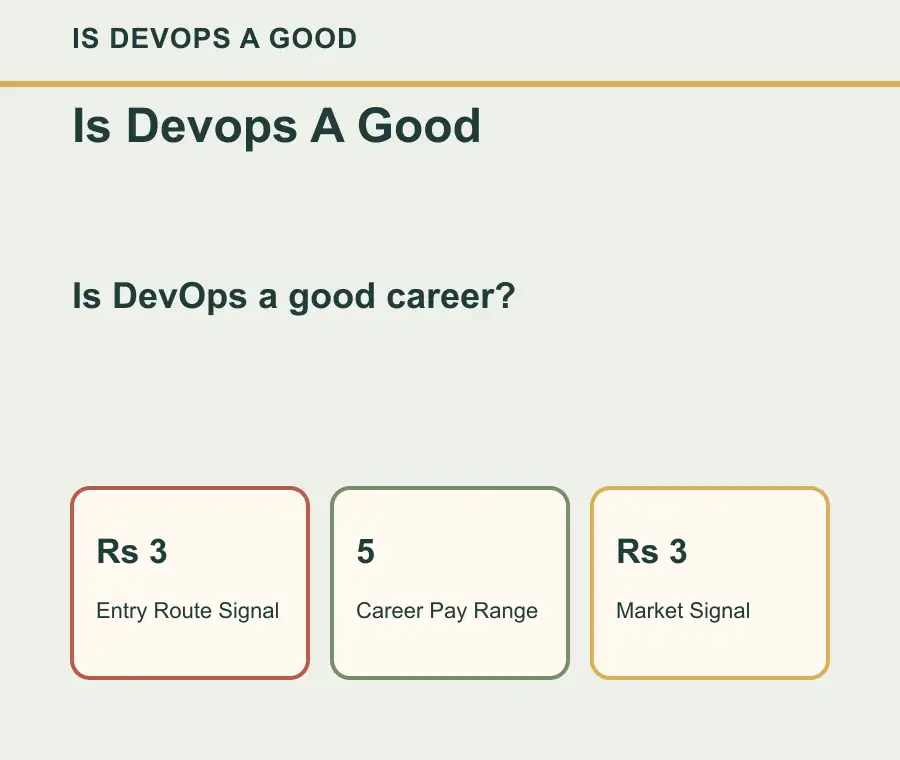 IS DEVOPS A GOOD
Is Devops A Good
Is DevOps a good career?
Rs 3
Entry Route Signal
5
Career Pay Range
Rs 3
Market Signal